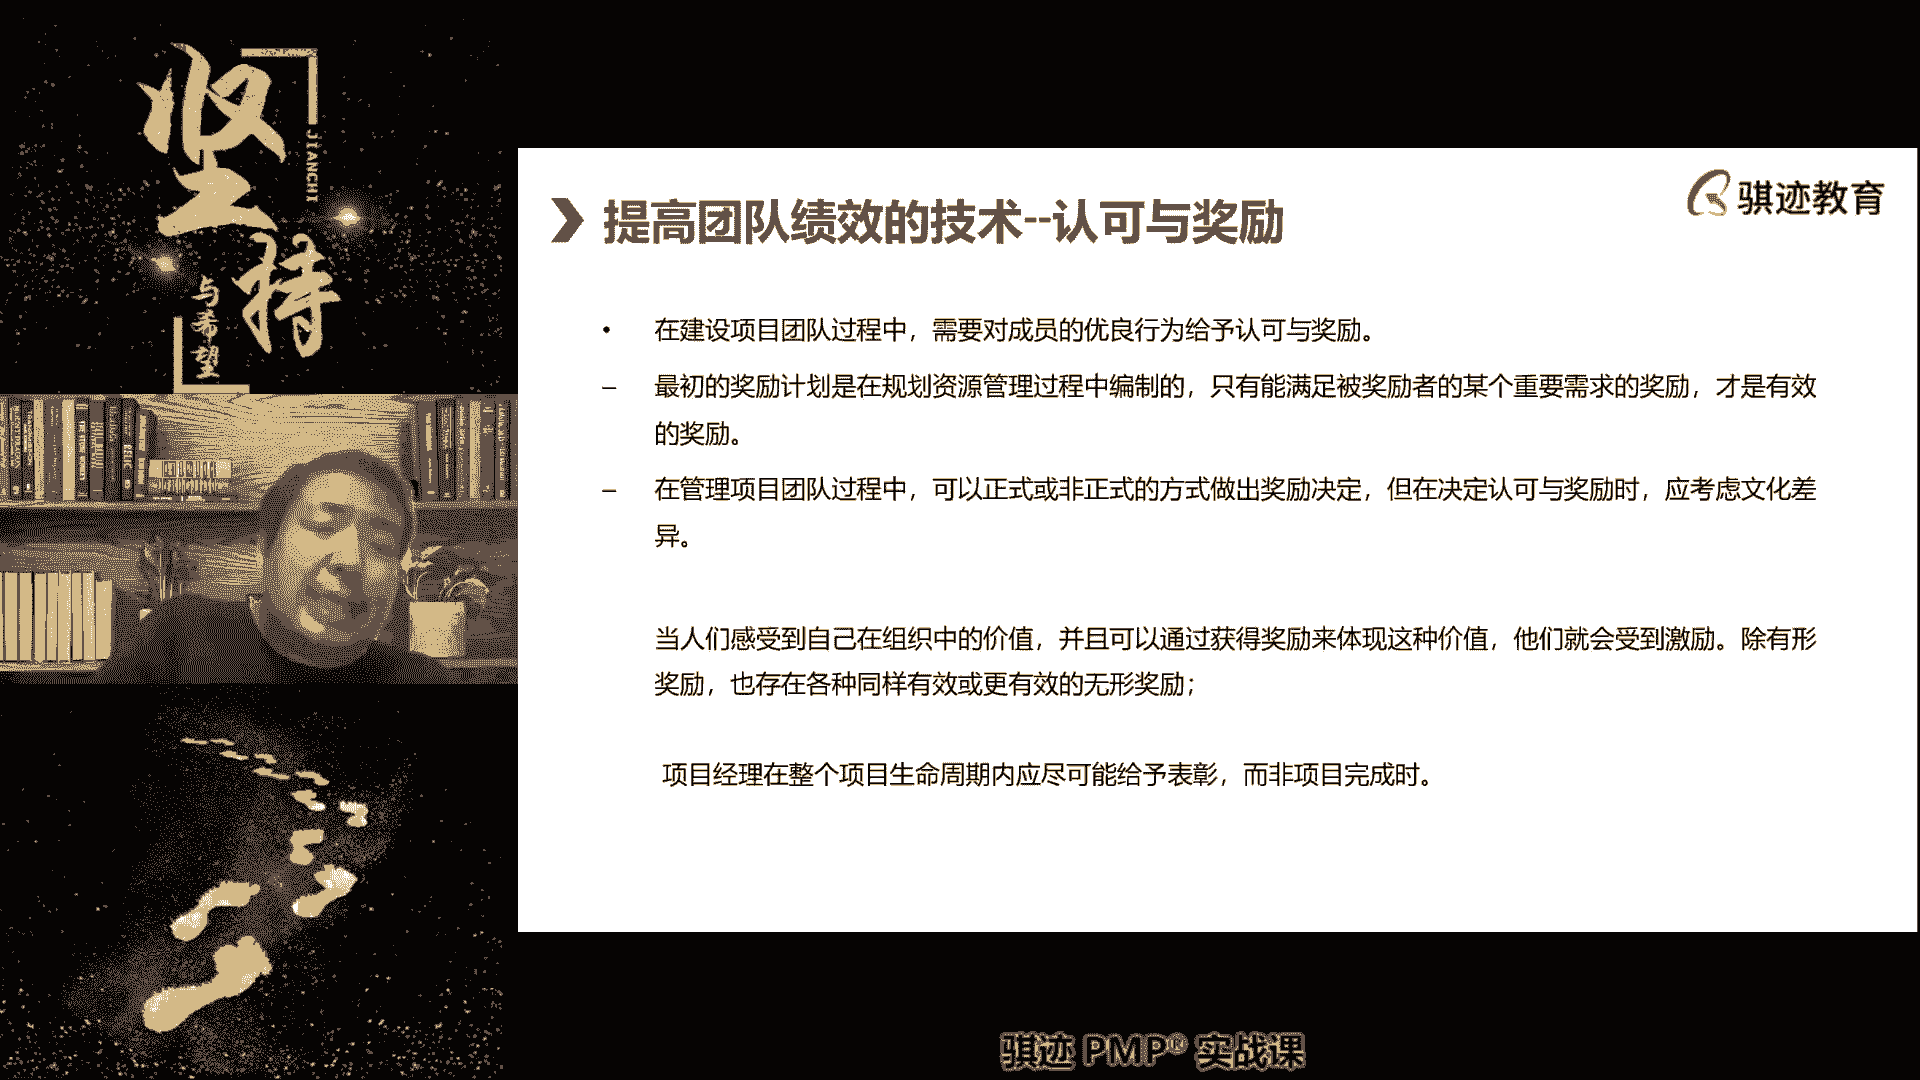 坚持
JIANCHI
与希望
骐迹教育
提高团队绩效的技术--认可与奖励
• 在建设项目团队过程中，需要对成员的优良行为给予认可与奖励。
– 最初的奖励计划是在规划资源管理过程中编制的，只有能满足被奖励者的某个重要需求的奖励，才是有效
的奖励。
– 在管理项目团队过程中，可以正式或非正式的方式做出奖励决定，但在决定认可与奖励时，应考虑文化差
异。
当人们感受到自己在组织中的价值，并且可以通过获得奖励来体现这种价值，他们就会受到激励。除有形
奖励，也存在各种同样有效或更有效的无形奖励；
项目经理在整个项目生命周期内应尽可能给予表彰，而非项目完成时。
骐迹 PMP® 实战课